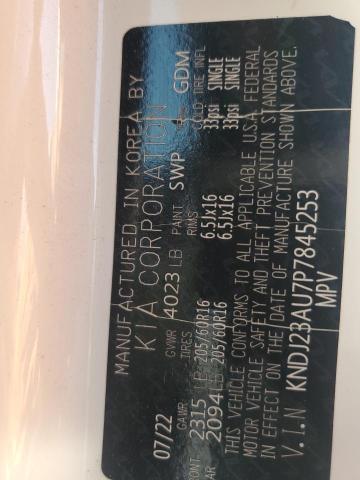 MANUFACTURED IN KOREA BY
KIA CORPORATION
07/22 GVWR 4023 LB PAINT SWP GDM
GAWR TIRES RIMS COLD TIRE INFL
ONT 2315 LB 205/60R16 6.5Jx16 33psi SINGLE
AR 2094 LB 205/60R16 6.5Jx16 33psi SINGLE
THIS VEHICLE CONFORMS TO ALL APPLICABLE U.S.A. FEDERAL
MOTOR VEHICLE SAFETY AND THEFT PREVENTION STANDARDS
IN EFFECT ON THE DATE OF MANUFACTURE SHOWN ABOVE.
V.I.N KNDJ23AU7P7845253
MPV